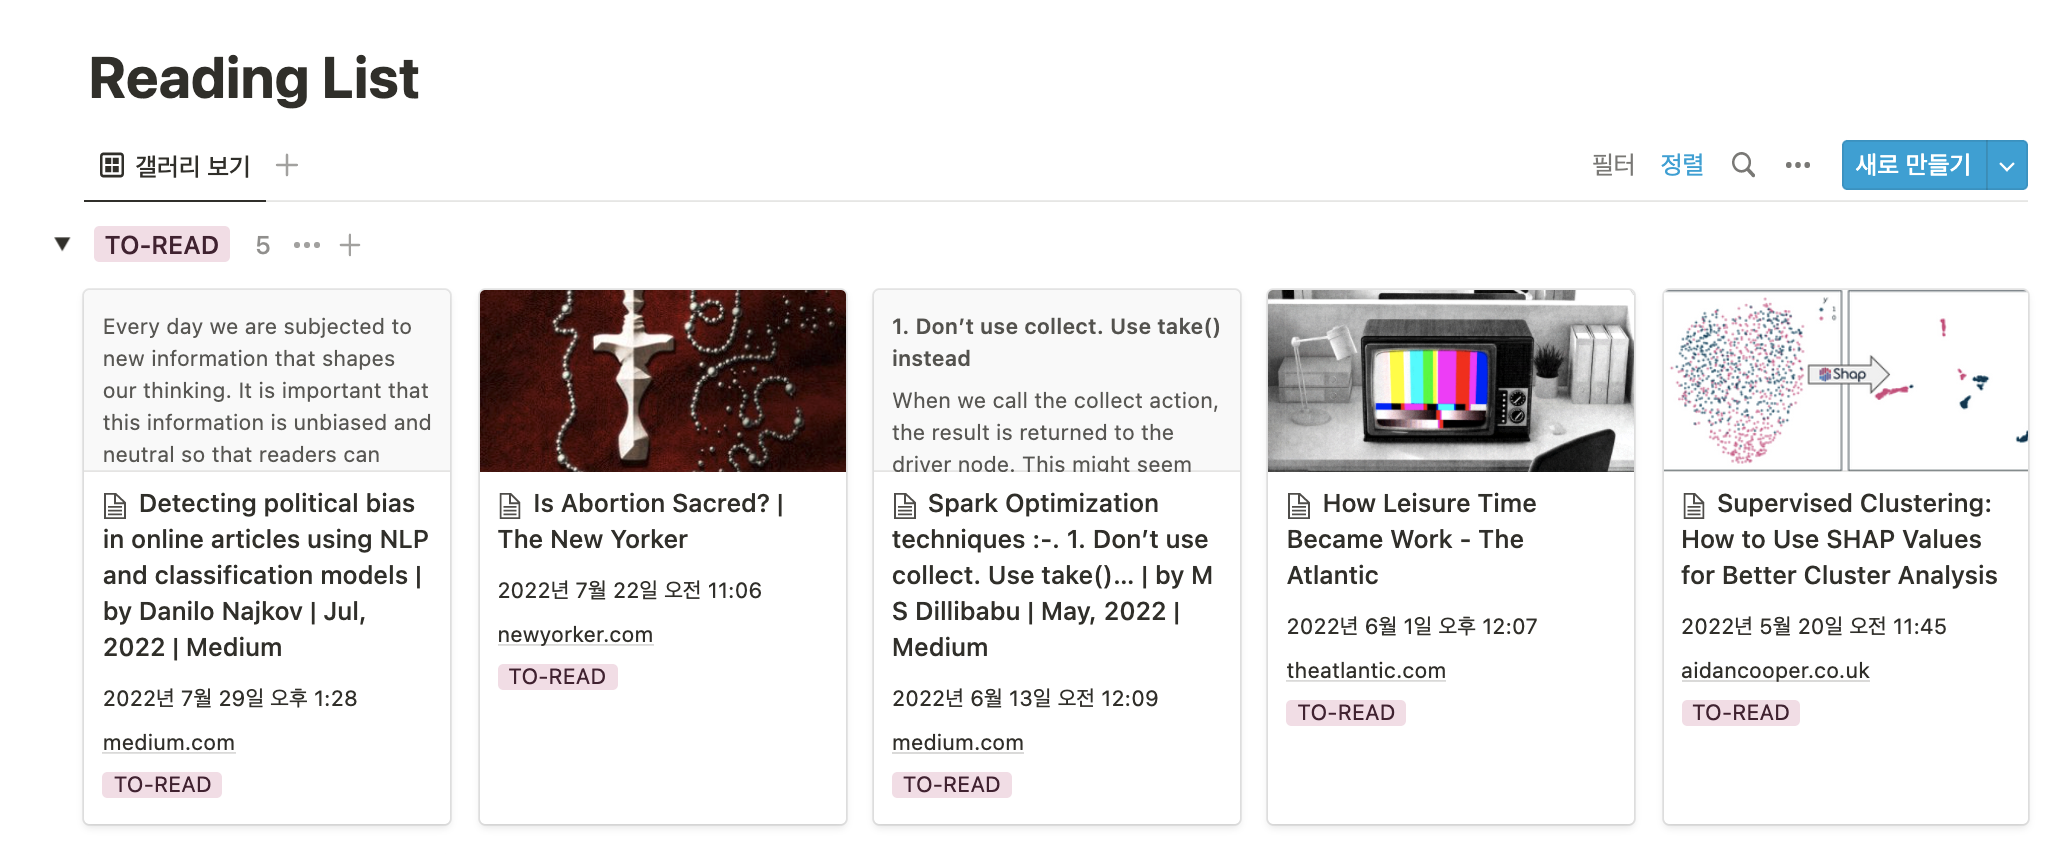 Reading List
갤러리 보기
필터 정렬 새로 만들기
TO-READ 5
Every day we are subjected to
new information that shapes
our thinking. It is important that
this information is unbiased and
neutral so that readers can
Detecting political bias
in online articles using NLP
and classification models |
by Danilo Najkov | Jul,
2022 | Medium
2022년 7월 29일 오후 1:28
medium.com
TO-READ
Is Abortion Sacred? |
The New Yorker
2022년 7월 22일 오전 11:06
newyorker.com
TO-READ
1. Don’t use collect. Use take()
instead
When we call the collect action,
the result is returned to the
driver node. This might seem
Spark Optimization
techniques :-. 1. Don’t use
collect. Use take()… | by M
S Dillibabu | May, 2022 |
Medium
2022년 6월 13일 오전 12:09
medium.com
TO-READ
How Leisure Time
Became Work - The
Atlantic
2022년 6월 1일 오후 12:07
theatlantic.com
TO-READ
y
1
0
Shap
Supervised Clustering:
How to Use SHAP Values
for Better Cluster Analysis
2022년 5월 20일 오전 11:45
aidancooper.co.uk
TO-READ